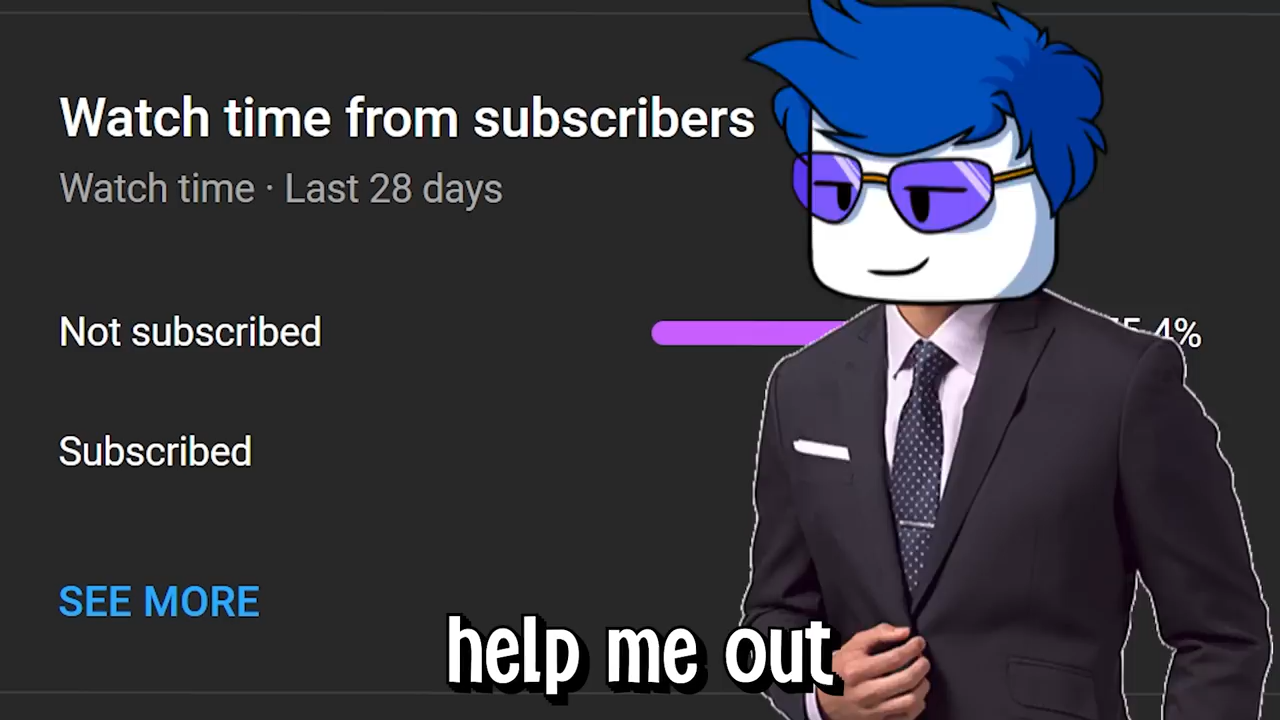 Watch time from subscribers
Watch time · Last 28 days
Not subscribed
Subscribed
SEE MORE
help me out